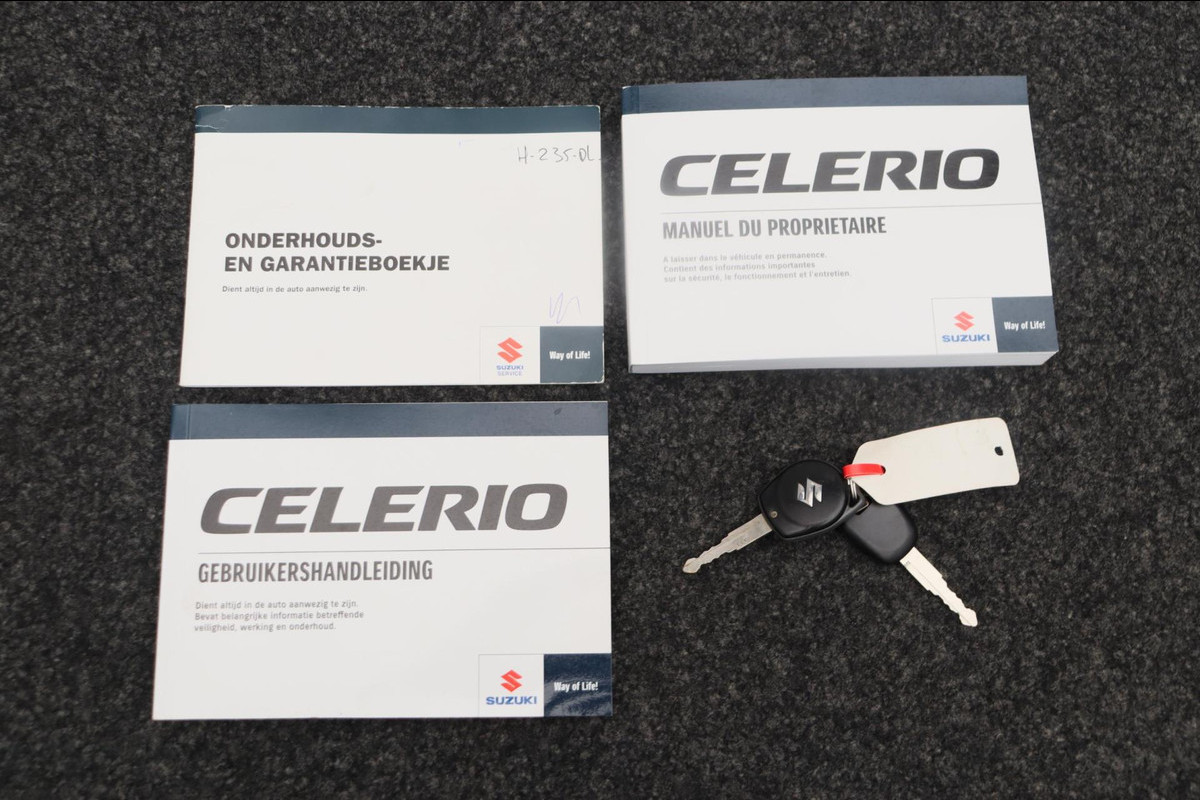 H-235-DL
ONDERHOUDS-
EN GARANTIEBOEKJE
Dient altijd in de auto aanwezig te zijn.
SUZUKI
SERVICE
Way of Life!
CELERIO
MANUEL DU PROPRIETAIRE
A laisser dans le véhicule en permanence.
Contient des informations importantes
sur la sécurité, le fonctionnement et l'entretien.
SUZUKI
Way of Life!
CELERIO
GEBRUIKERSHANDLEIDING
Dient altijd in de auto aanwezig te zijn.
Bevat belangrijke informatie betreffende
veiligheid, werking en onderhoud.
SUZUKI
Way of Life!